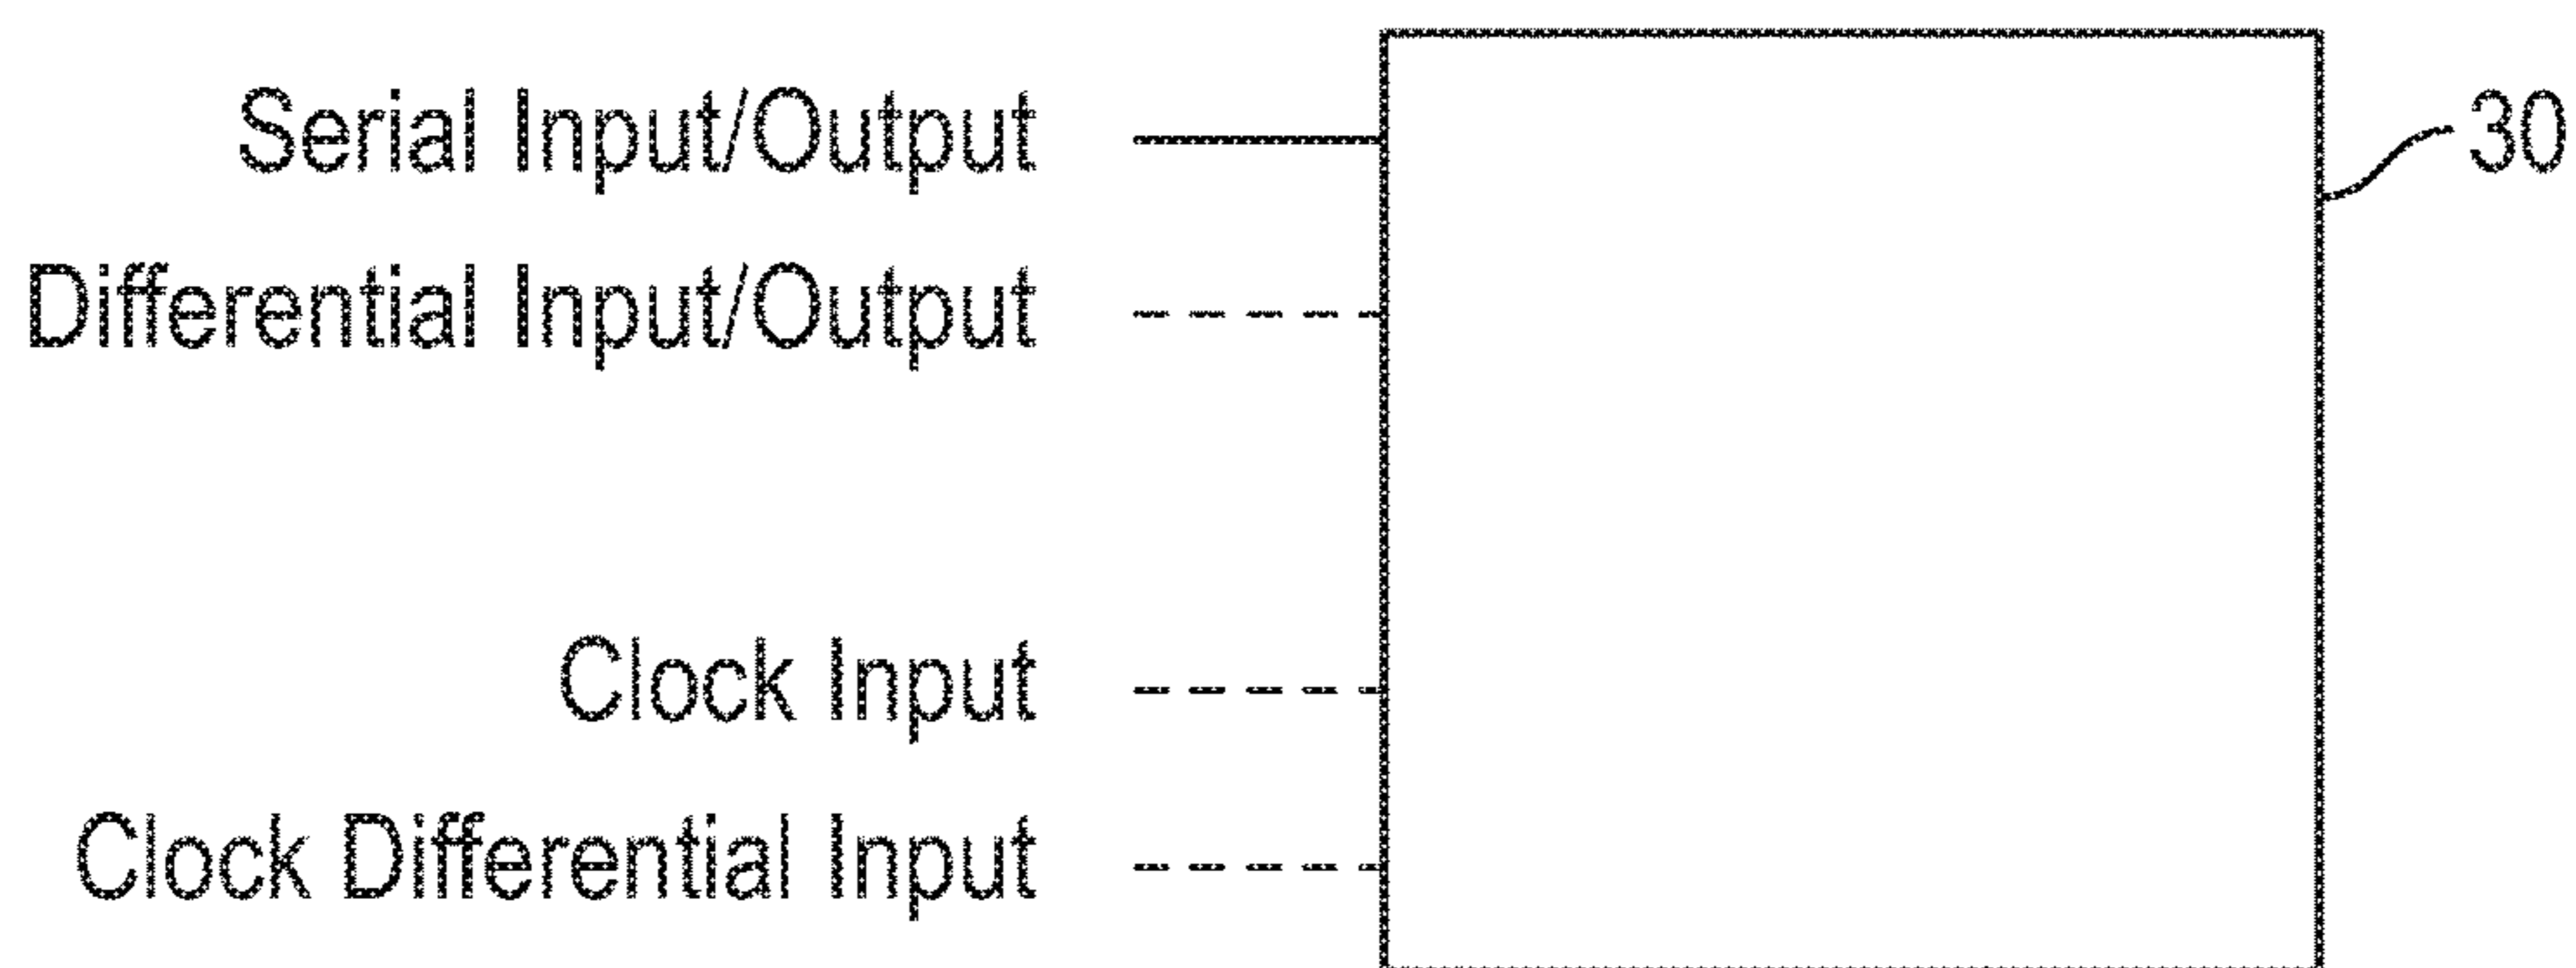 Serial Input/Output
30
Differential Input/Output
Clock Input
Clock Differential Input